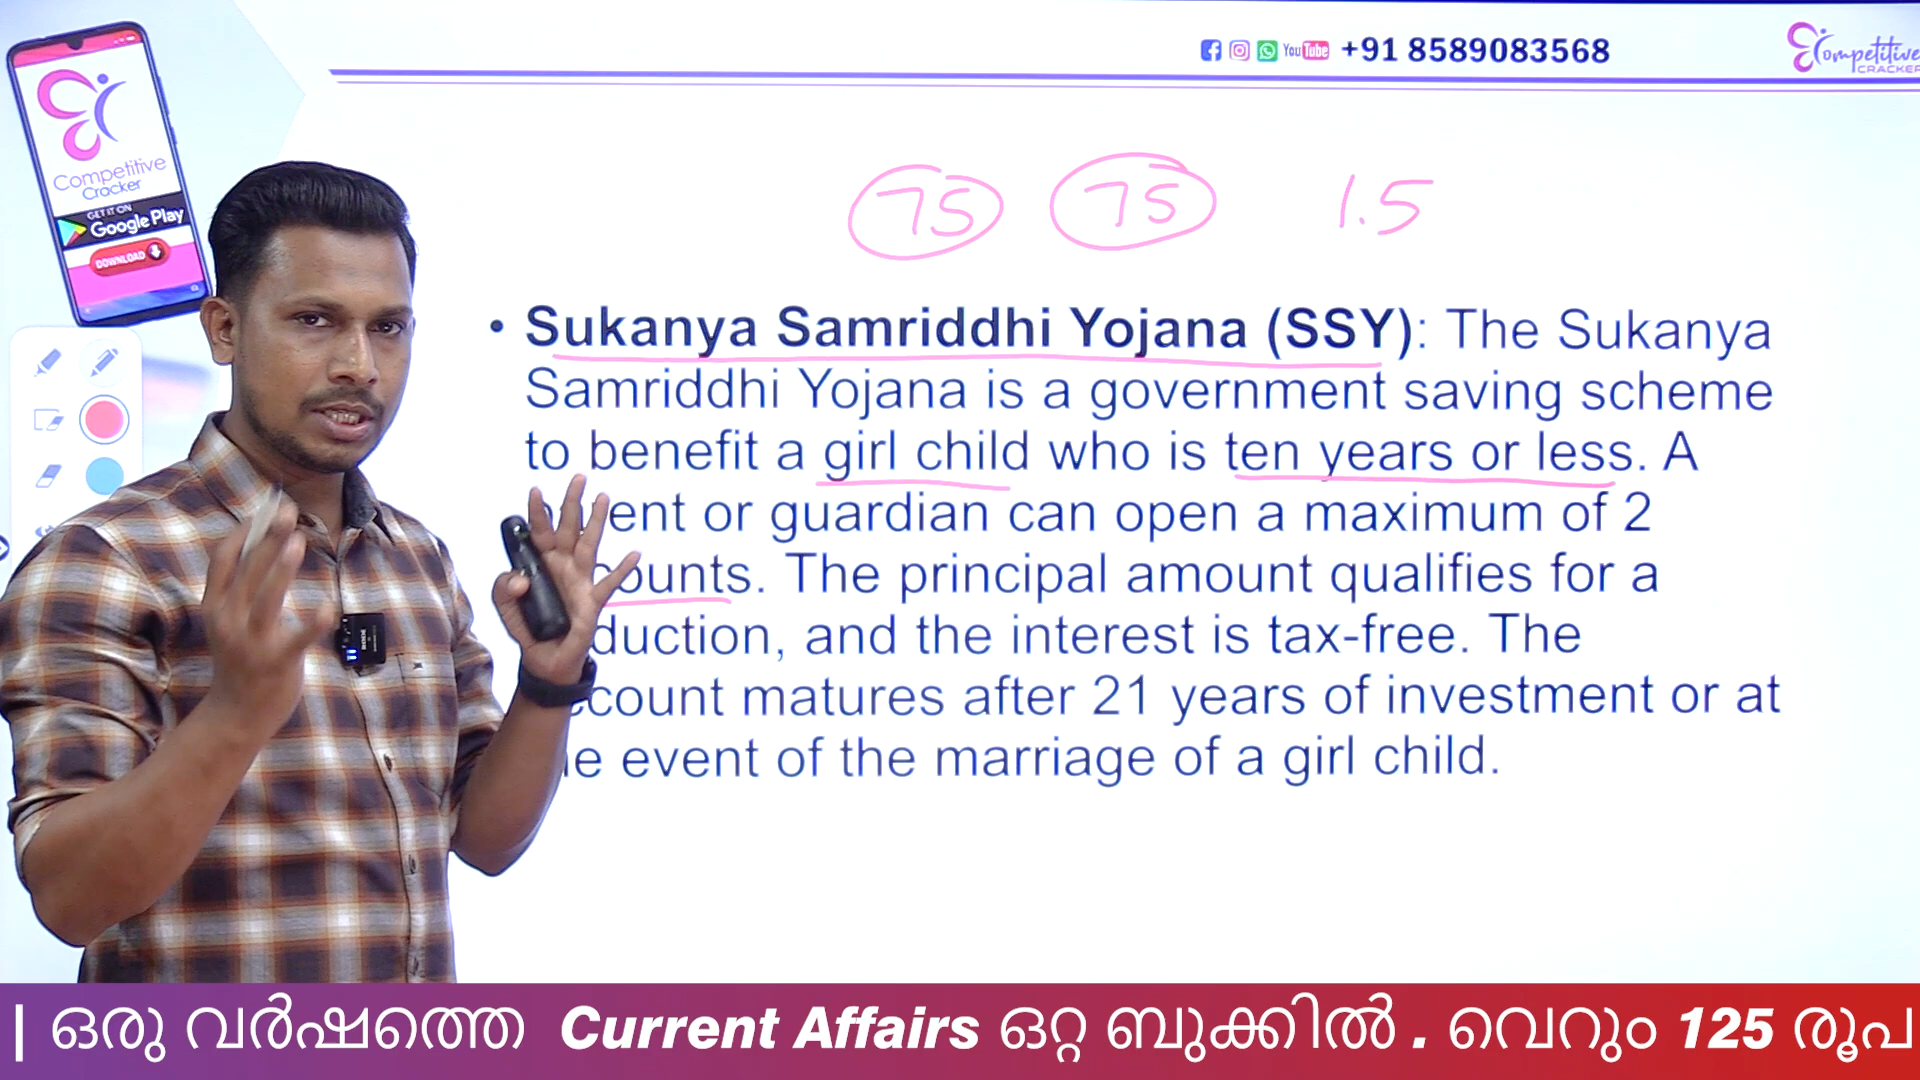 +91 8589083568
Competitive
CRACKER
Competitive
Cracker
GET IT ON
Google Play
DOWNLOAD
You Tube
75 75 1.5
• Sukanya Samriddhi Yojana (SSY): The Sukanya
Samriddhi Yojana is a government saving scheme
to benefit a girl child who is ten years or less. A
or guardian can open a maximum of 2
The principal amount qualifies for a
and the interest is tax-free. The
matures after 21 years of investment or at
event of the marriage of a girl child.
| ഒരു വർഷത്തെ Current Affairs ഒറ്റ ബുക്കിൽ . വെറും 125 രൂപ